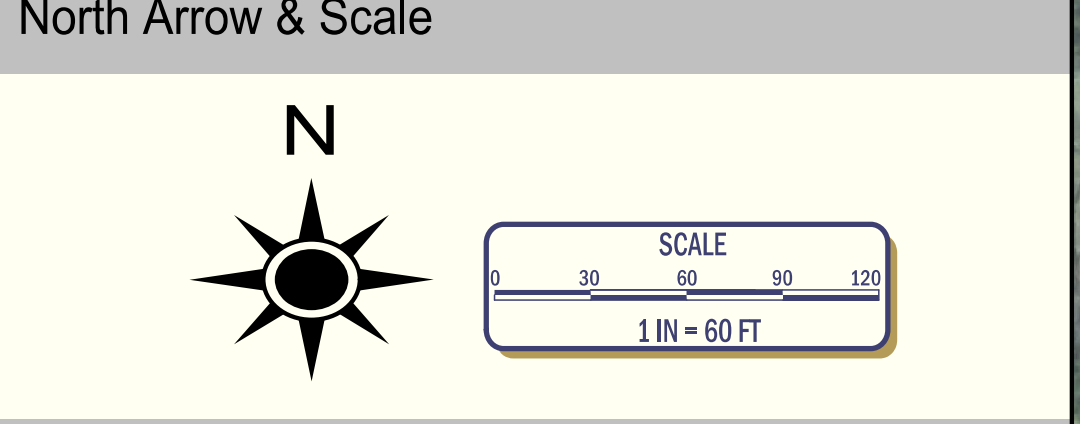 North Arrow & Scale
N
SCALE
0 30 60 90 120
1 IN = 60 FT